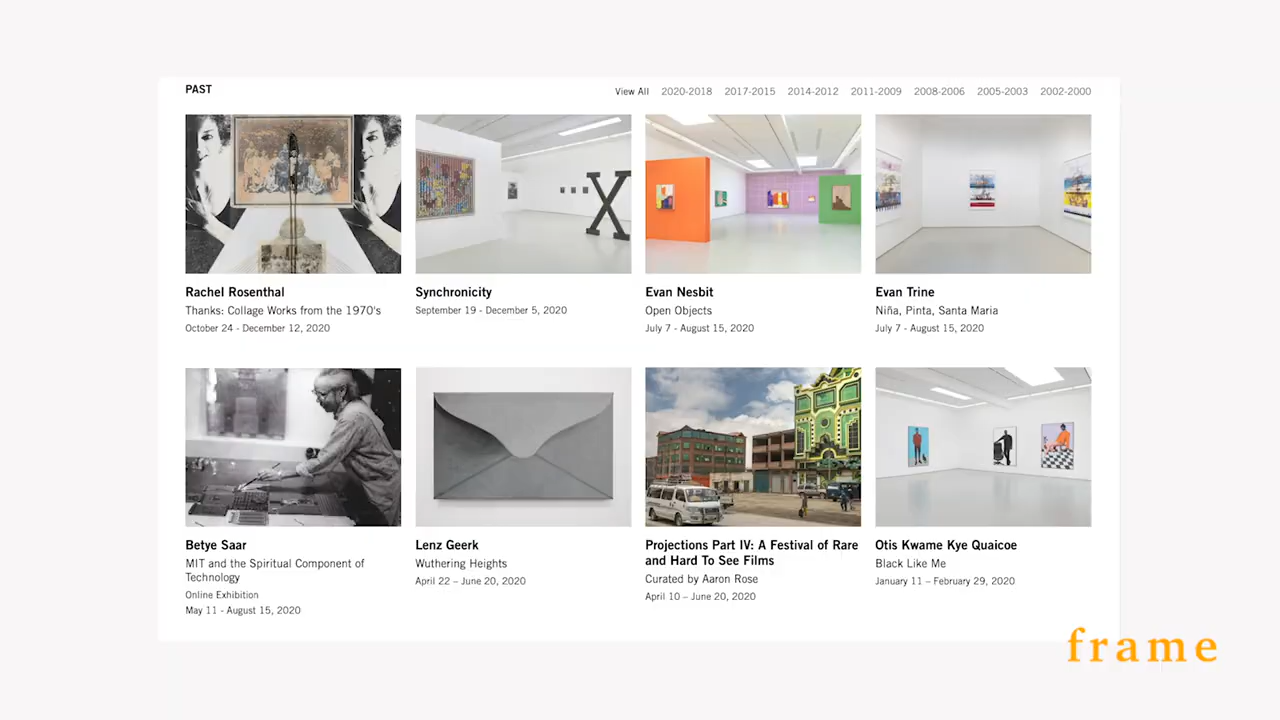 PAST
View All 2020-2018 2017-2015 2014-2012 2011-2009 2008-2006 2005-2003 2002-2000
Rachel Rosenthal
Thanks: Collage Works from the 1970's
October 24 - December 12, 2020
Synchronicity
September 19 - December 5, 2020
Evan Nesbit
Open Objects
July 7 - August 15, 2020
Evan Trine
Niña, Pinta, Santa Maria
July 7 - August 15, 2020
Betye Saar
MIT and the Spiritual Component of
Technology
Online Exhibition
May 11 - August 15, 2020
Lenz Geerk
Wuthering Heights
April 22 – June 20, 2020
Projections Part IV: A Festival of Rare
and Hard To See Films
Curated by Aaron Rose
April 10 – June 20, 2020
Otis Kwame Kye Quaicoe
Black Like Me
January 11 – February 29, 2020
frame